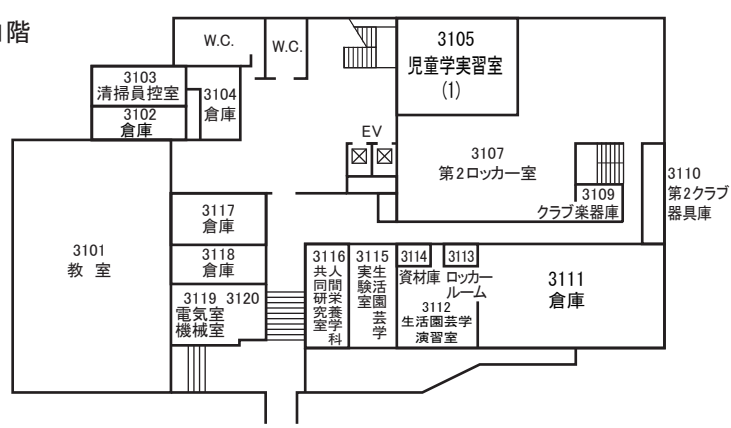 階
W.C.
W.C.
3105
児童学実習室
(1)
3103
清掃員控室
3104
倉庫
3102
倉庫
EV
3107
第2ロッカー室
3109
クラブ楽器庫
3110
第2クラブ
器具庫
3101
教 室
3117
倉庫
3118
倉庫
3119 3120
電気室
機械室
3116
人間栄養学科
共同研究室
3115
生活園芸学
実験室
3114
資材庫
3113
ロッカー
ルーム
3112
生活園芸学
演習室
3111
倉庫